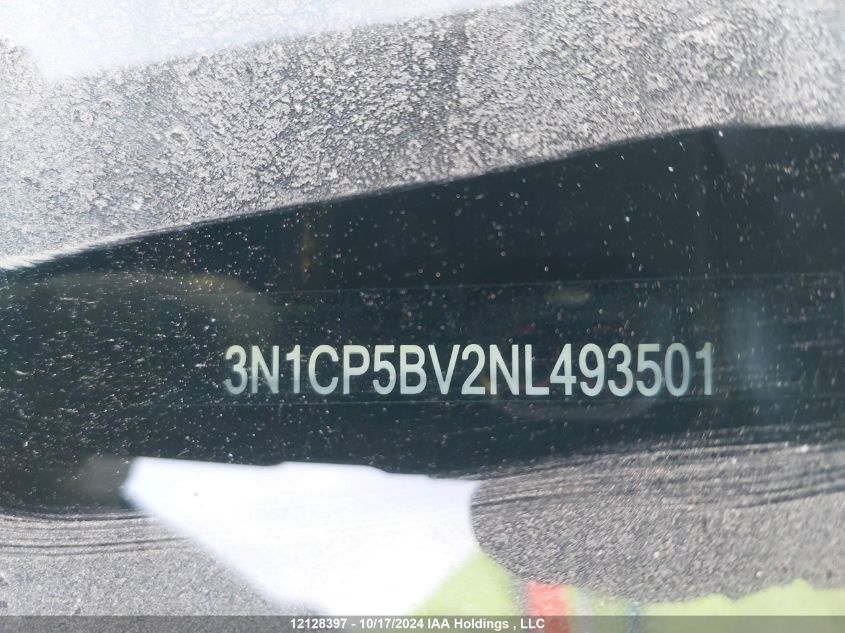 3N1CP5BV2NL493501
12128397 - 10/17/2024 IAA Holdings , LLC